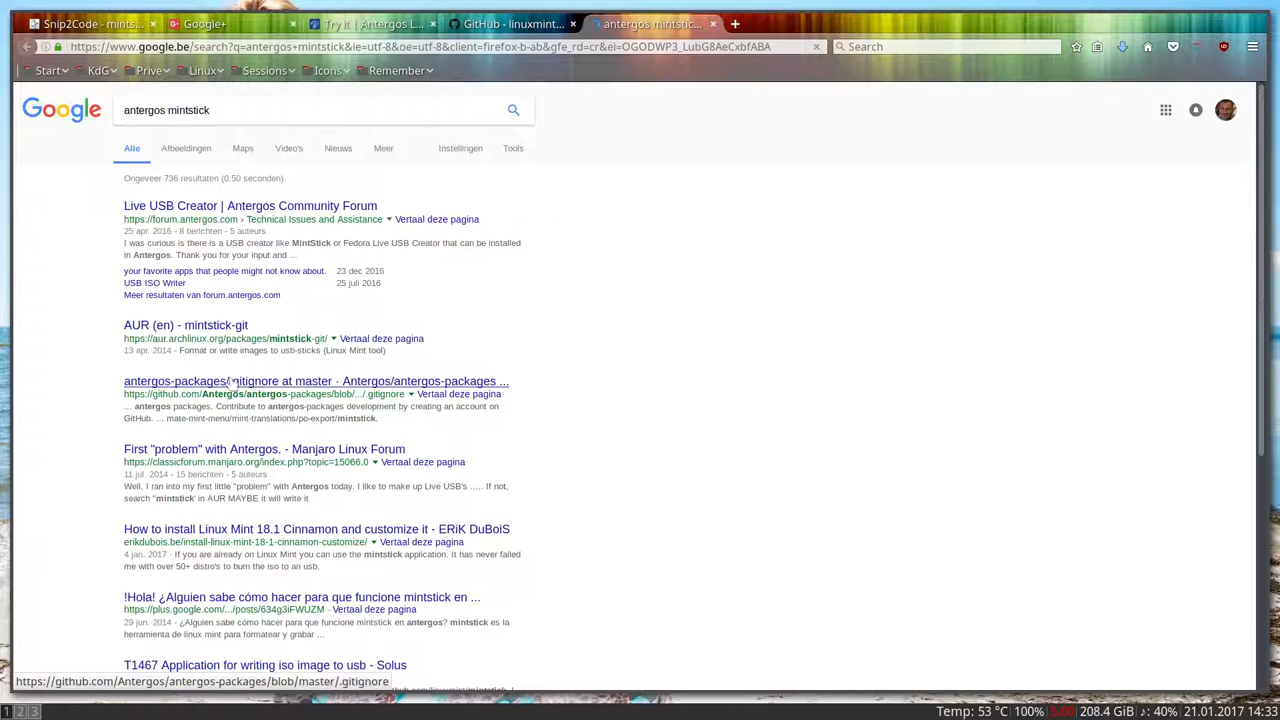 Snip2Code - mints...
Google+
Try it | Antergos L...
GitHub - linuxmint...
antergos mintstic...
https://www.google.be/search?q=antergos+mintstick&ie=utf-8&oe=utf-8&client=firefox-b-ab&gfe_rd=cr&ei=OGODWP3_LubG8AeCxbfABA
Search
Start KdG Prive Linux Sessions Icons Remember
Google
antergos mintstick
Alle Afbeeldingen Maps Video's Nieuws Meer Instellingen Tools
Ongeveer 736 resultaten (0.50 seconden)
Live USB Creator | Antergos Community Forum
https://forum.antergos.com › Technical Issues and Assistance Vertaal deze pagina
25 apr. 2016 - 8 berichten - 5 auteurs
I was curious is there is a USB creator like MintStick or Fedora Live USB Creator that can be installed
in Antergos. Thank you for your input and ...
your favorite apps that people might not know about. 23 dec 2016
USB ISO Writer 25 juli 2016
Meer resultaten van forum.antergos.com
AUR (en) - mintstick-git
https://aur.archlinux.org/packages/mintstick-git/ Vertaal deze pagina
13 apr. 2014 - Format or write images to usb-sticks (Linux Mint tool)
antergos-packages/.gitignore at master · Antergos/antergos-packages ...
https://github.com/Antergos/antergos-packages/blob/.../.gitignore Vertaal deze pagina
... antergos packages. Contribute to antergos-packages development by creating an account on
GitHub. ... mate-mint-menu/mint-translations/po-export/mintstick.
First "problem" with Antergos. - Manjaro Linux Forum
https://classicforum.manjaro.org/index.php?topic=15066.0 Vertaal deze pagina
11 jul. 2014 - 15 berichten - 5 auteurs
Well, I ran into my first little "problem" with Antergos today. I like to make up Live USB's ..... If not,
search "mintstick' in AUR MAYBE it will write it
How to install Linux Mint 18.1 Cinnamon and customize it - ERiK DuBoiS
erikdubois.be/install-linux-mint-18-1-cinnamon-customize/ Vertaal deze pagina
4 jan. 2017 - If you are already on Linux Mint you can use the mintstick application. It has never failed
me with over 50+ distro's to burn the iso to an usb.
!Hola! ¿Alguien sabe cómo hacer para que funcione mintstick en ...
https://plus.google.com/.../posts/634g3iFWUZM · Vertaal deze pagina
29 jun. 2014 - ¿Alguien sabe cómo hacer para que funcione mintstick en antergos? mintstick es la
herramienta de linux mint para formatear y grabar ...
T1467 Application for writing iso image to usb - Solus
https://github.com/Antergos/antergos-packages/blob/master/.gitignore
1 2 3
Temp: 53 °C | 100% | 5.00 | 208.4 GiB | ♪: 40% | 21.01.2017 14:33